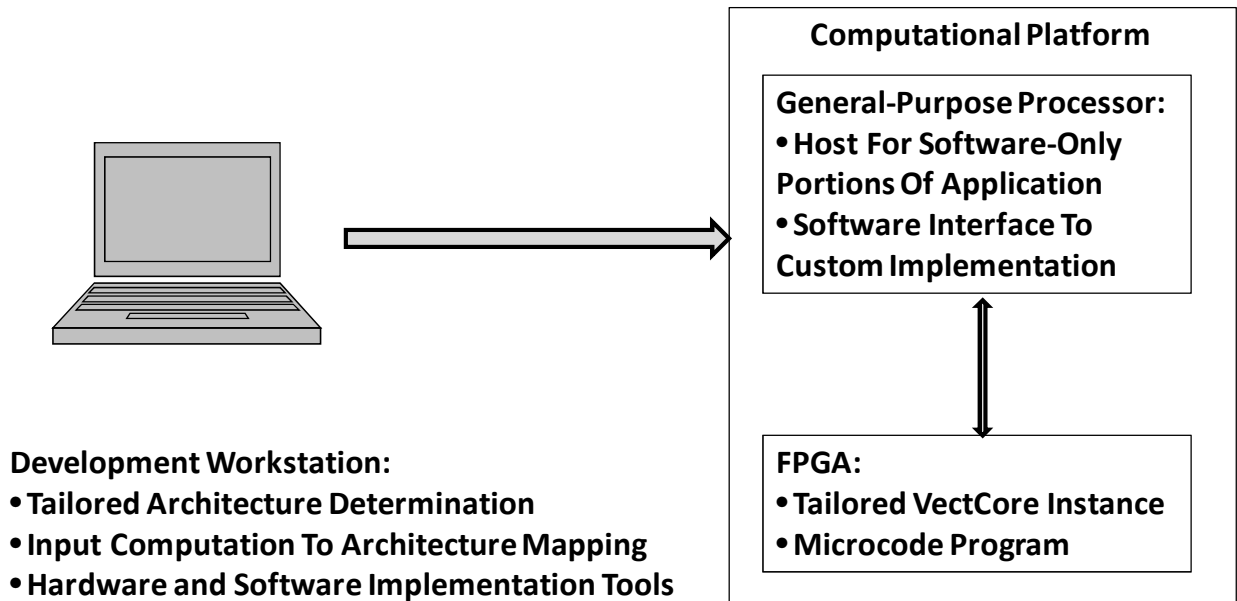 Computational Platform
General-Purpose Processor:
• Host For Software-Only
Portions Of Application
• Software Interface To
Custom Implementation
Development Workstation:
• Tailored Architecture Determination
• Input Computation To Architecture Mapping
• Hardware and Software Implementation Tools
FPGA:
• Tailored VectCore Instance
• Microcode Program